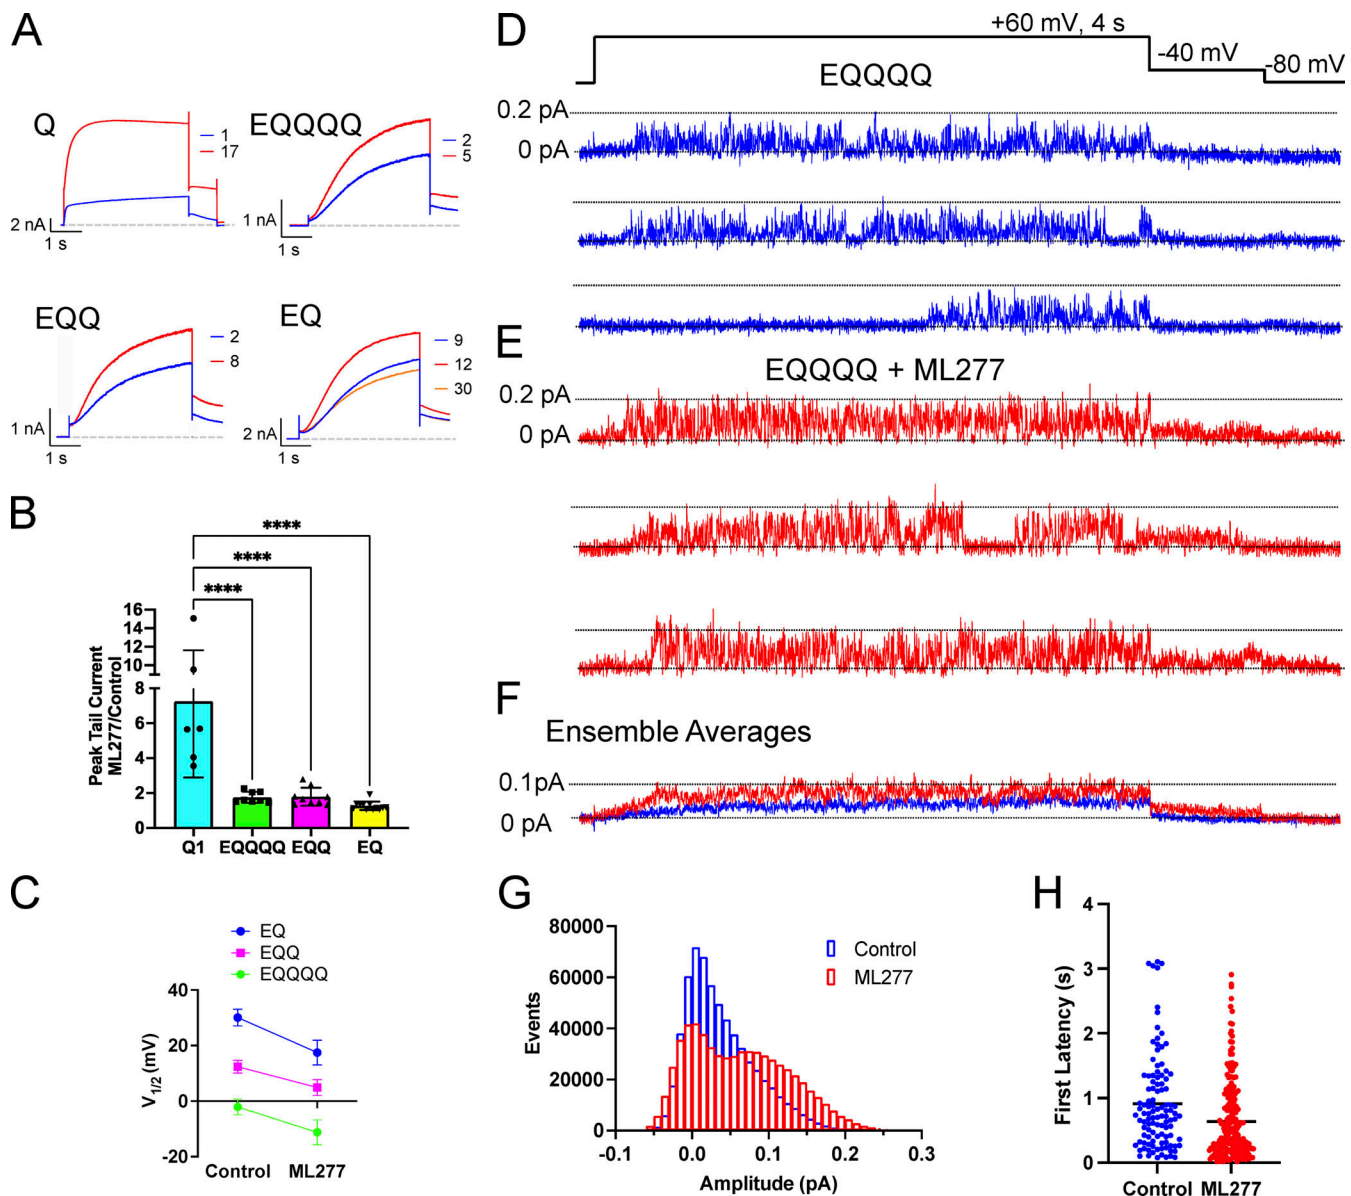 A
Q
1
17
2 nA
1 s
EQQQQ
2
5
1 nA
1 s
EQQ
2
8
1 nA
1 s
EQ
9
12
30
2 nA
1 s
B
****
****
****
Peak Tail Current
ML277/Control
16
14
12
10
8
6
4
2
0
Q1 EQQQQ EQQ EQ
C
EQ
EQQ
EQQQQ
V1/2 (mV)
40
20
0
-20
Control ML277
D
+60 mV, 4 s
-40 mV
-80 mV
EQQQQ
0.2 pA
0 pA
E
EQQQQ + ML277
0.2 pA
0 pA
F
Ensemble Averages
0.1pA
0 pA
G
Events
80000
60000
40000
20000
0
-0.1 0.0 0.1 0.2 0.3
Amplitude (pA)
Control
ML277
H
First Latency (s)
4
3
2
1
0
Control ML277